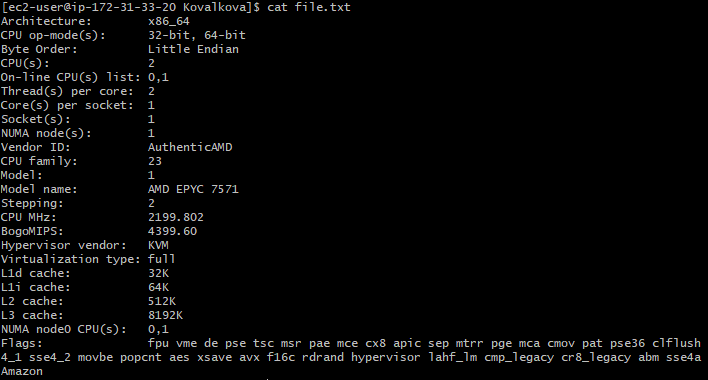 [ec2-user@ip-172-31-33-20 Kovalkova]$ cat file.txt
Architecture:        x86_64
CPU op-mode(s):      32-bit, 64-bit
Byte Order:          Little Endian
CPU(s):              2
On-line CPU(s) list: 0,1
Thread(s) per core:  2
Core(s) per socket:  1
Socket(s):           1
NUMA node(s):        1
Vendor ID:           AuthenticAMD
CPU family:          23
Model:               1
Model name:          AMD EPYC 7571
Stepping:            2
CPU MHz:             2199.802
BogoMIPS:            4399.60
Hypervisor vendor:   KVM
Virtualization type: full
L1d cache:           32K
L1i cache:           64K
L2 cache:            512K
L3 cache:            8192K
NUMA node0 CPU(s):   0,1
Flags:               fpu vme de pse tsc msr pae mce cx8 apic sep mtrr pge mca cmov pat pse36 clflush
4_1 sse4_2 movbe popcnt aes xsave avx f16c rdrand hypervisor lahf_lm cmp_legacy cr8_legacy abm sse4a
Amazon